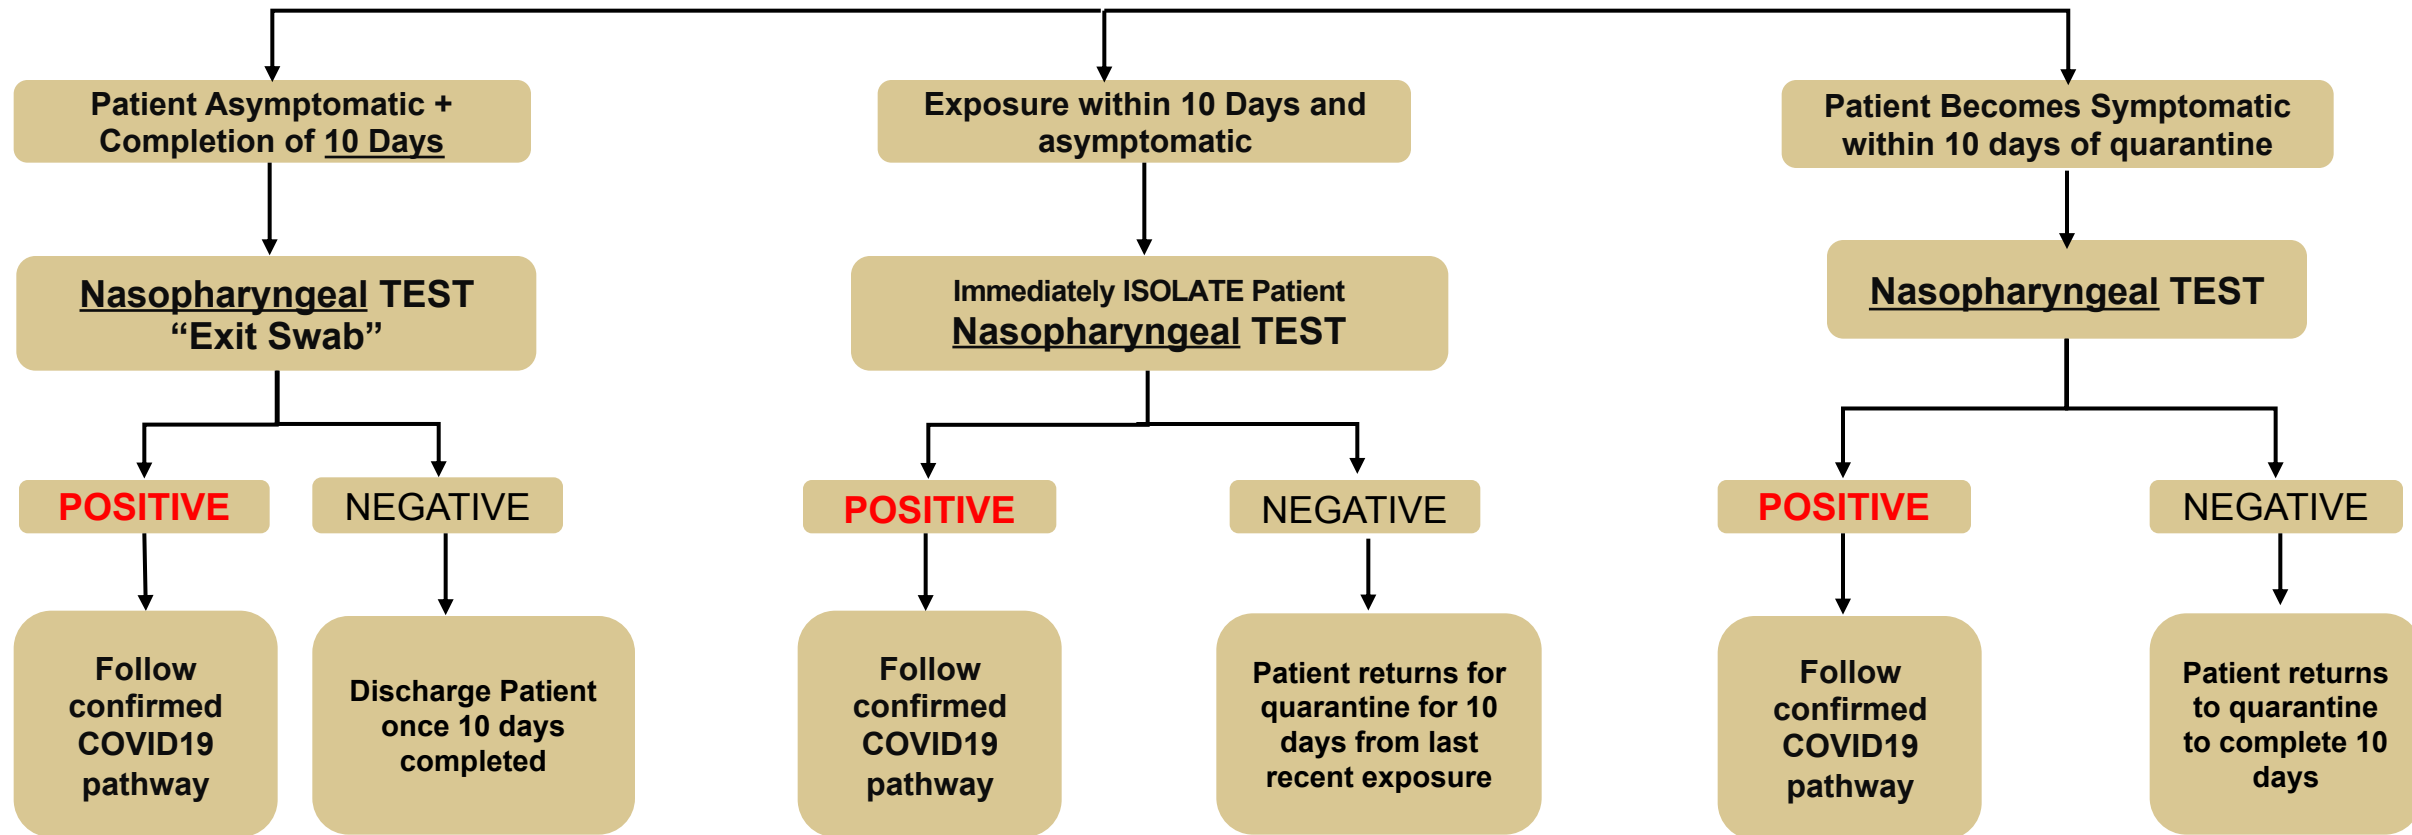 Patient Asymptomatic +
Completion of 10 Days
Exposure within 10 Days and
asymptomatic
Patient Becomes Symptomatic
within 10 days of quarantine
Nasopharyngeal TEST
“Exit Swab”
Immediately ISOLATE Patient
Nasopharyngeal TEST
Nasopharyngeal TEST
POSITIVE
NEGATIVE
POSITIVE
NEGATIVE
POSITIVE
NEGATIVE
Follow
confirmed
COVID19
pathway
Discharge Patient
once 10 days
completed
Follow
confirmed
COVID19
pathway
Patient returns for
quarantine for 10
days from last
recent exposure
Follow
confirmed
COVID19
pathway
Patient returns
to quarantine
to complete 10
days